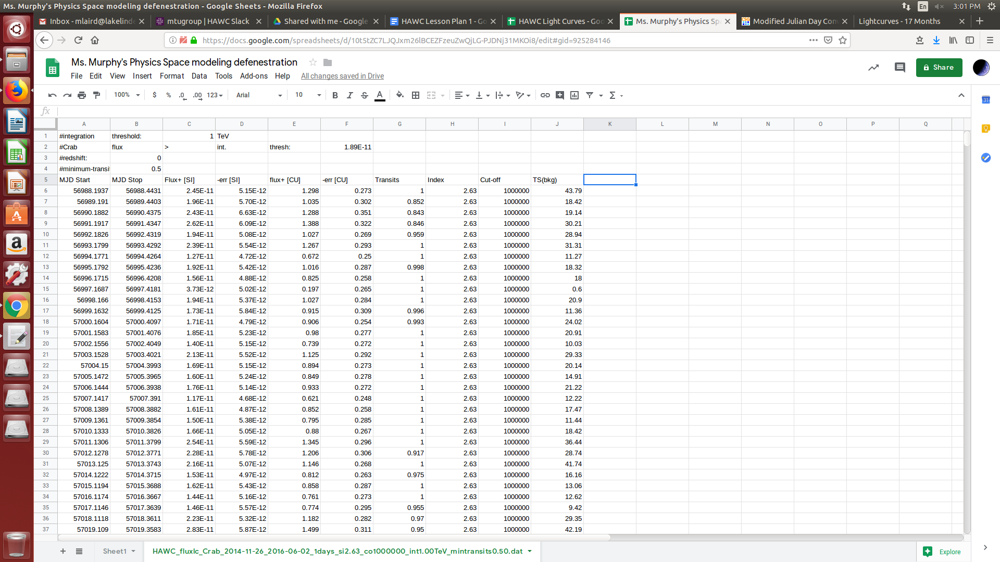 Ms. Murphy's Physics Space modeling defenestration - Google Sheets - Mozilla Firefox
En 3:01 PM
Inbox - mlaird@lakelinde
mtugroup | HAWC Slack
Shared with me - Google
HAWC Lesson Plan 1 - Go
HAWC Light Curves - Goo
Ms. Murphy's Physics Sp
Modified Julian Day Con
Lightcurves - 17 Months
https://docs.google.com/spreadsheets/d/10t5tZC7LJQJxm26lBCEZFzeuZwQjLG-PJDNj31MKOi8/edit#gid=925284146
Ms. Murphy's Physics Space modeling defenestration
Share
File Edit View Insert Format Data Tools Add-ons Help All changes saved in Drive
100% $ % .0 .00 123 Arial 10 B I S A
31
fx
A B C D E F G H I J K L M N O P Q
1 #integration threshold: 1 TeV
2 #Crab flux > int. thresh: 1.89E-11
3 #redshift: 0
4 #minimum-transi 0.5
5 MJD Start MJD Stop Flux+ [SI] -err [SI] flux+ [CU] -err [CU] Transits Index Cut-off TS(bkg)
6 56988.1937 56988.4431 2.45E-11 5.15E-12 1.298 0.273 1 2.63 1000000 43.79
7 56989.191 56989.4403 1.96E-11 5.70E-12 1.035 0.302 0.852 2.63 1000000 18.42
8 56990.1882 56990.4375 2.43E-11 6.63E-12 1.288 0.351 0.843 2.63 1000000 19.14
9 56991.1917 56991.4347 2.62E-11 6.09E-12 1.388 0.322 0.846 2.63 1000000 30.21
10 56992.1826 56992.4319 1.94E-11 5.08E-12 1.027 0.269 0.959 2.63 1000000 28.94
11 56993.1799 56993.4292 2.39E-11 5.54E-12 1.267 0.293 1 2.63 1000000 31.31
12 56994.1771 56994.4264 1.27E-11 4.72E-12 0.672 0.25 1 2.63 1000000 11.27
13 56995.1792 56995.4236 1.92E-11 5.42E-12 1.016 0.287 0.998 2.63 1000000 18.32
14 56996.1715 56996.4208 1.56E-11 4.88E-12 0.825 0.258 1 2.63 1000000 18
15 56997.1687 56997.4181 3.73E-12 5.02E-12 0.197 0.265 1 2.63 1000000 0.6
16 56998.166 56998.4153 1.94E-11 5.37E-12 1.027 0.284 1 2.63 1000000 20.9
17 56999.1632 56999.4125 1.73E-11 5.84E-12 0.915 0.309 0.996 2.63 1000000 11.36
18 57000.1604 57000.4097 1.71E-11 4.79E-12 0.906 0.254 0.993 2.63 1000000 24.02
19 57001.1583 57001.4076 1.85E-11 5.23E-12 0.98 0.277 1 2.63 1000000 20.91
20 57002.1556 57002.4049 1.40E-11 5.15E-12 0.739 0.272 1 2.63 1000000 10.03
21 57003.1528 57003.4021 2.13E-11 5.52E-12 1.125 0.292 1 2.63 1000000 29.33
22 57004.15 57004.3993 1.69E-11 5.15E-12 0.894 0.273 1 2.63 1000000 20.14
23 57005.1472 57005.3965 1.60E-11 5.24E-12 0.849 0.278 1 2.63 1000000 14.91
24 57006.1444 57006.3938 1.76E-11 5.14E-12 0.933 0.272 1 2.63 1000000 21.22
25 57007.1417 57007.391 1.17E-11 4.68E-12 0.621 0.248 1 2.63 1000000 12.22
26 57008.1389 57008.3882 1.61E-11 4.87E-12 0.852 0.258 1 2.63 1000000 17.47
27 57009.1361 57009.3854 1.50E-11 5.38E-12 0.795 0.285 1 2.63 1000000 11.44
28 57010.1333 57010.3826 1.66E-11 5.05E-12 0.88 0.267 1 2.63 1000000 18.42
29 57011.1306 57011.3799 2.54E-11 5.59E-12 1.345 0.296 1 2.63 1000000 36.44
30 57012.1278 57012.3771 2.28E-11 5.78E-12 1.206 0.306 0.917 2.63 1000000 28.74
31 57013.125 57013.3743 2.16E-11 5.07E-12 1.146 0.268 1 2.63 1000000 41.74
32 57014.1222 57014.3715 1.53E-11 4.97E-12 0.812 0.263 0.975 2.63 1000000 16.16
33 57015.1194 57015.3688 1.62E-11 5.43E-12 0.858 0.287 1 2.63 1000000 13.06
34 57016.1174 57016.3667 1.44E-11 5.16E-12 0.761 0.273 1 2.63 1000000 12.62
35 57017.1146 57017.3639 1.46E-11 5.57E-12 0.774 0.295 0.955 2.63 1000000 9.42
36 57018.1118 57018.3611 2.23E-11 5.32E-12 1.182 0.282 0.97 2.63 1000000 29.35
37 57019.109 57019.3583 2.83E-11 5.87E-12 1.499 0.311 0.95 2.63 1000000 42.19
Sheet1
HAWC_fluxlc_Crab_2014-11-26_2016-06-02_1days_si2.63_co1000000_int1.00TeV_mintransits0.50.dat
Explore